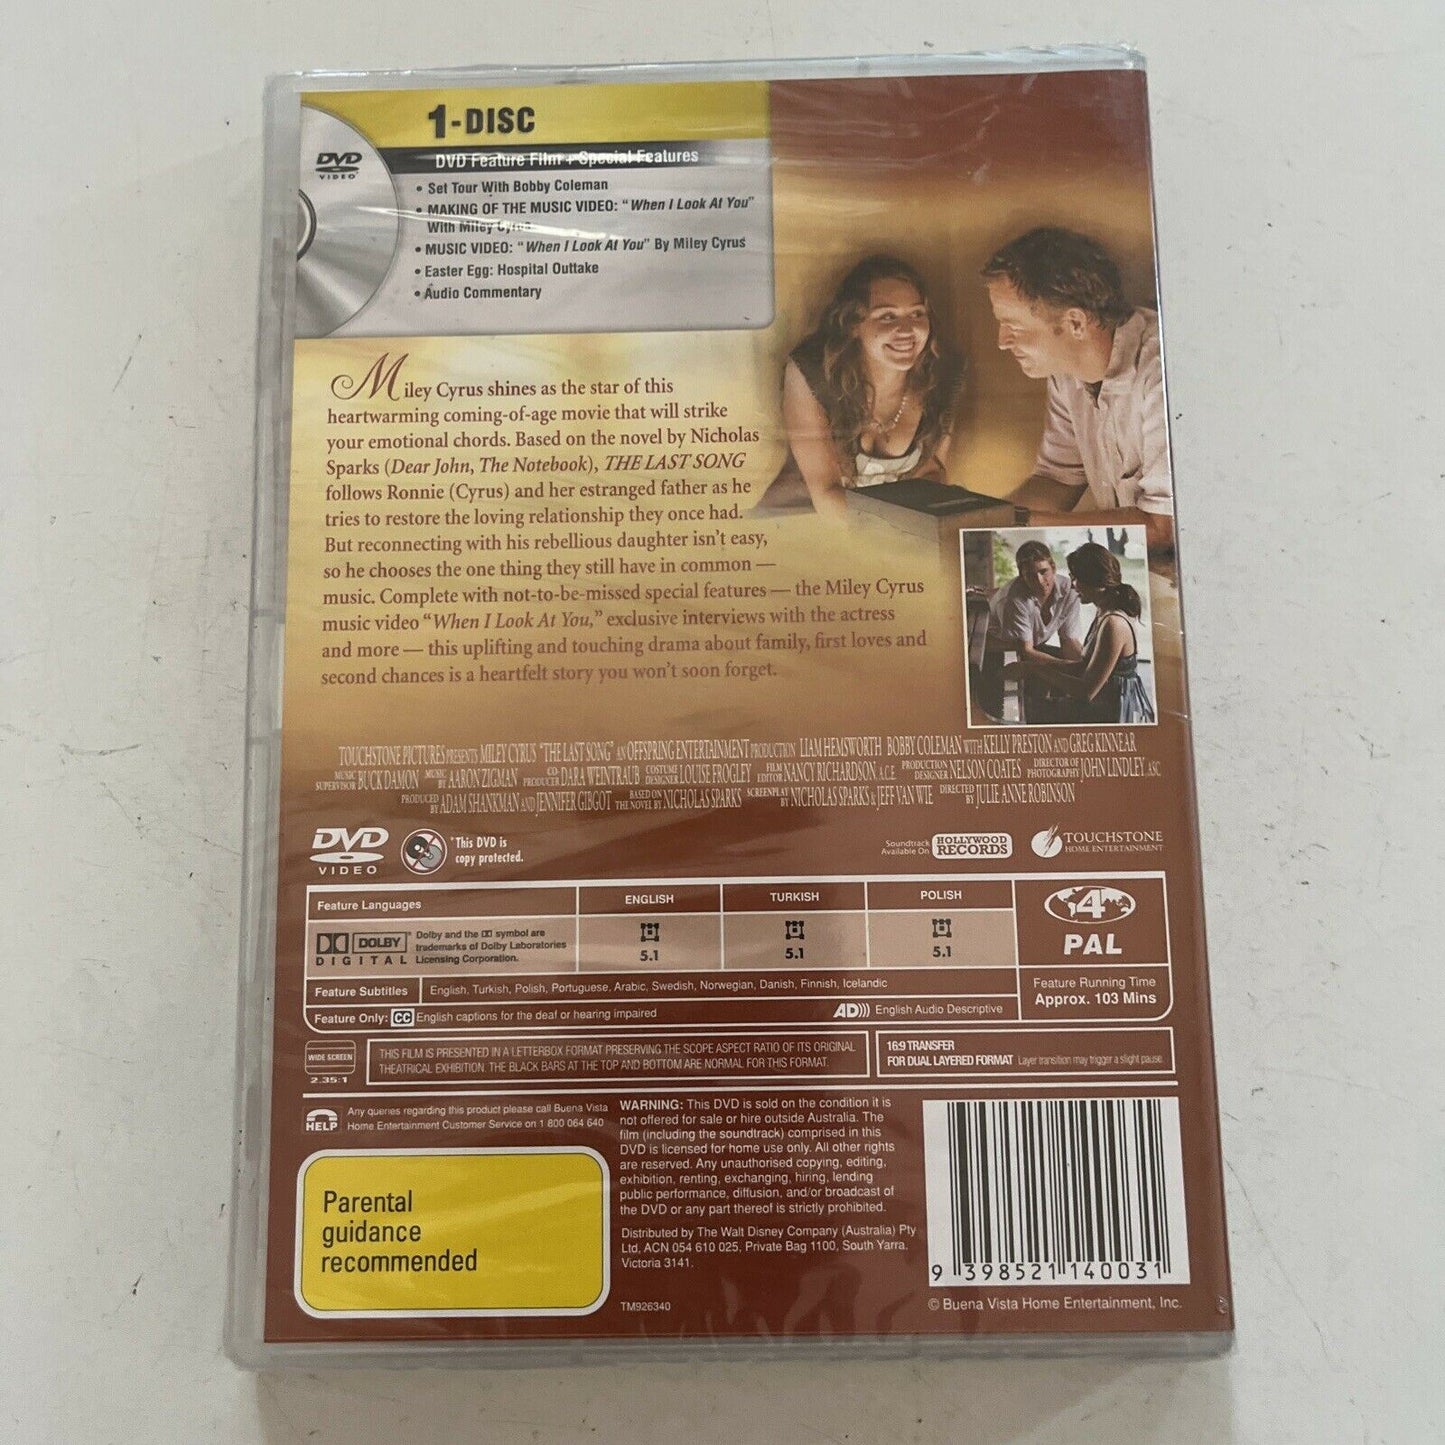 1-DISC
DVD
VIDEO
DVD Feature Film + Special Features
• Set Tour With Bobby Coleman
• MAKING OF THE MUSIC VIDEO: "When I Look At You"
With Miley Cyrus
• MUSIC VIDEO: "When I Look At You" By Miley Cyrus
• Easter Egg: Hospital Outtake
• Audio Commentary
Miley Cyrus shines as the star of this
heartwarming coming-of-age movie that will strike
your emotional chords. Based on the novel by Nicholas
Sparks (Dear John, The Notebook), THE LAST SONG
follows Ronnie (Cyrus) and her estranged father as he
tries to restore the loving relationship they once had.
But reconnecting with his rebellious daughter isn't easy,
so he chooses the one thing they still have in common —
music. Complete with not-to-be-missed special features — the Miley Cyrus
music video "When I Look At You," exclusive interviews with the actress
and more — this uplifting and touching drama about family, first loves and
second chances is a heartfelt story you won't soon forget.
TOUCHSTONE PICTURES PRESENTS MILEY CYRUS "THE LAST SONG" AN OFFSPRING ENTERTAINMENT PRODUCTION LIAM HEMSWORTH BOBBY COLEMAN WITH KELLY PRESTON AND GREG KINNEAR
MUSIC SUPERVISOR BUCK DAMON MUSIC BY AARON ZIGMAN CO-PRODUCER DARA WEINTRAUB COSTUME DESIGNER LOUISE FROGLEY FILM EDITOR NANCY RICHARDSON, A.C.E. PRODUCTION DESIGNER NELSON COATES DIRECTOR OF PHOTOGRAPHY JOHN LINDLEY, ASC
PRODUCED BY ADAM SHANKMAN AND JENNIFER GIBGOT BASED ON THE NOVEL BY NICHOLAS SPARKS SCREENPLAY BY NICHOLAS SPARKS & JEFF VAN WIE DIRECTED BY JULIE ANNE ROBINSON
DVD
VIDEO
*This DVD is
copy protected.
Soundtrack
Available On
HOLLYWOOD
RECORDS
TOUCHSTONE
HOME ENTERTAINMENT
Feature Languages
ENGLISH
TURKISH
POLISH
DOLBY
DIGITAL
Dolby and the DD symbol are
trademarks of Dolby Laboratories
Licensing Corporation.
5.1
5.1
5.1
4
PAL
Feature Subtitles
English, Turkish, Polish, Portuguese, Arabic, Swedish, Norwegian, Danish, Finnish, Icelandic
Feature Running Time
Approx. 103 Mins
Feature Only: CC English captions for the deaf or hearing impaired
AD))) English Audio Descriptive
WIDE SCREEN
2.35:1
THIS FILM IS PRESENTED IN A LETTERBOX FORMAT PRESERVING THE SCOPE ASPECT RATIO OF ITS ORIGINAL
THEATRICAL EXHIBITION. THE BLACK BARS AT THE TOP AND BOTTOM ARE NORMAL FOR THIS FORMAT.
16:9 TRANSFER
FOR DUAL LAYERED FORMAT Layer transition may trigger a slight pause.
HELP
Any queries regarding this product please call Buena Vista
Home Entertainment Customer Service on 1 800 064 640
Parental
guidance
recommended
WARNING: This DVD is sold on the condition it is
not offered for sale or hire outside Australia. The
film (including the soundtrack) comprised in this
DVD is licensed for home use only. All other rights
are reserved. Any unauthorised copying, editing,
exhibition, renting, exchanging, hiring, lending
public performance, diffusion, and/or broadcast of
the DVD or any part thereof is strictly prohibited.
Distributed by The Walt Disney Company (Australia) Pty
Ltd, ACN 054 610 025, Private Bag 1100, South Yarra,
Victoria 3141.
TM926340
9 398521 140031
© Buena Vista Home Entertainment, Inc.